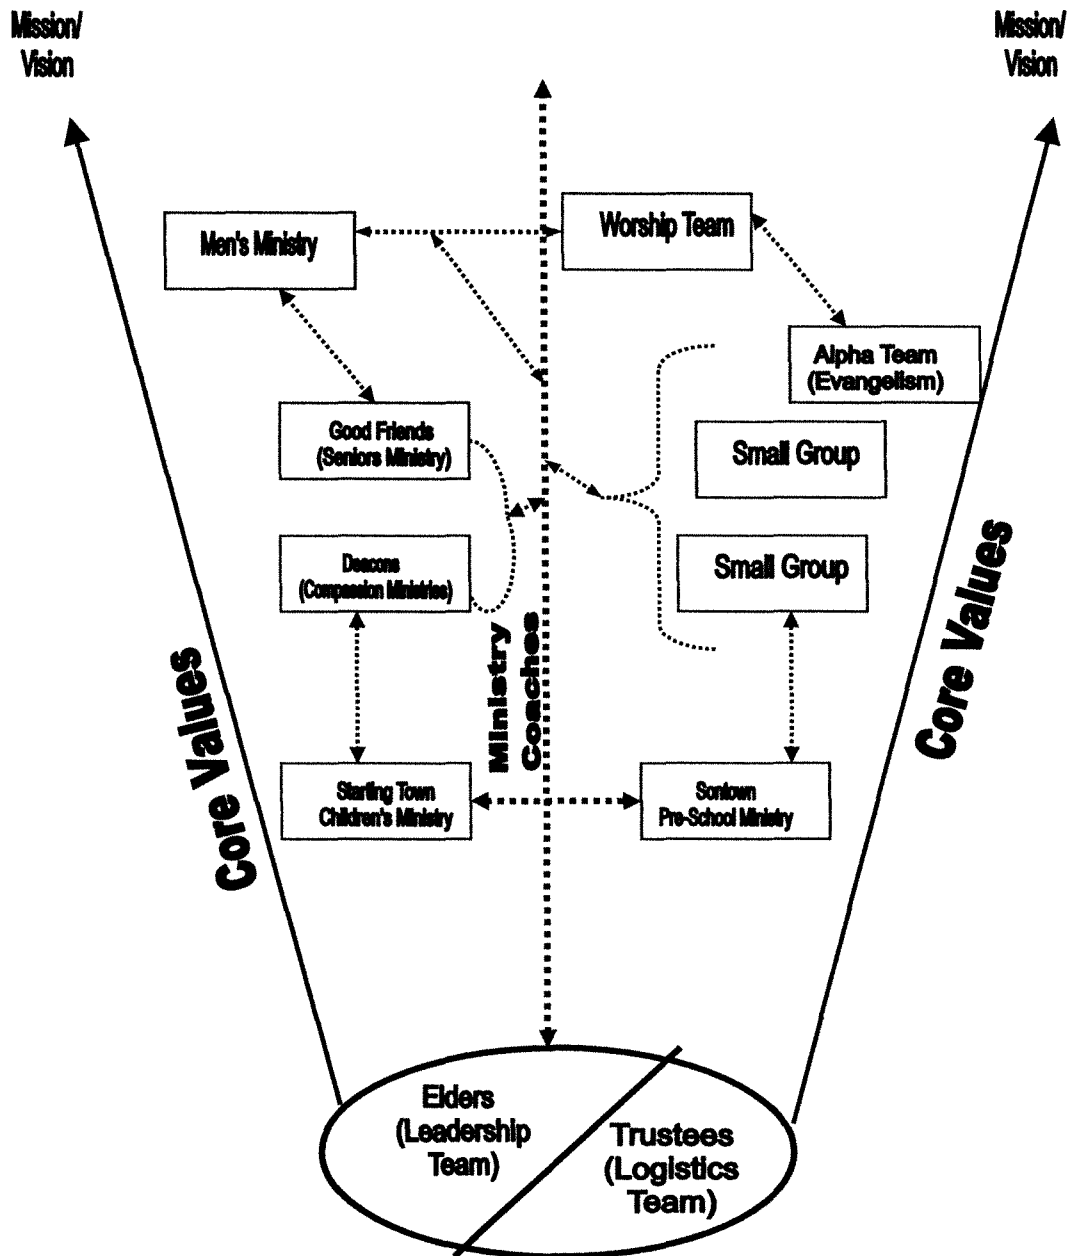 Mission/
Vision
Mission/
Vision
Men's Ministry
Worship Team
Alpha Team
(Evangelism)
Good Friends
(Seniors Ministry)
Small Group
Deacons
(Compassion Ministries)
Small Group
Ministry
Coaches
Core Values
Core Values
Starting Town
Children's Ministry
Sontown
Pre-School Ministry
Elders
(Leadership
Team)
Trustees
(Logistics
Team)